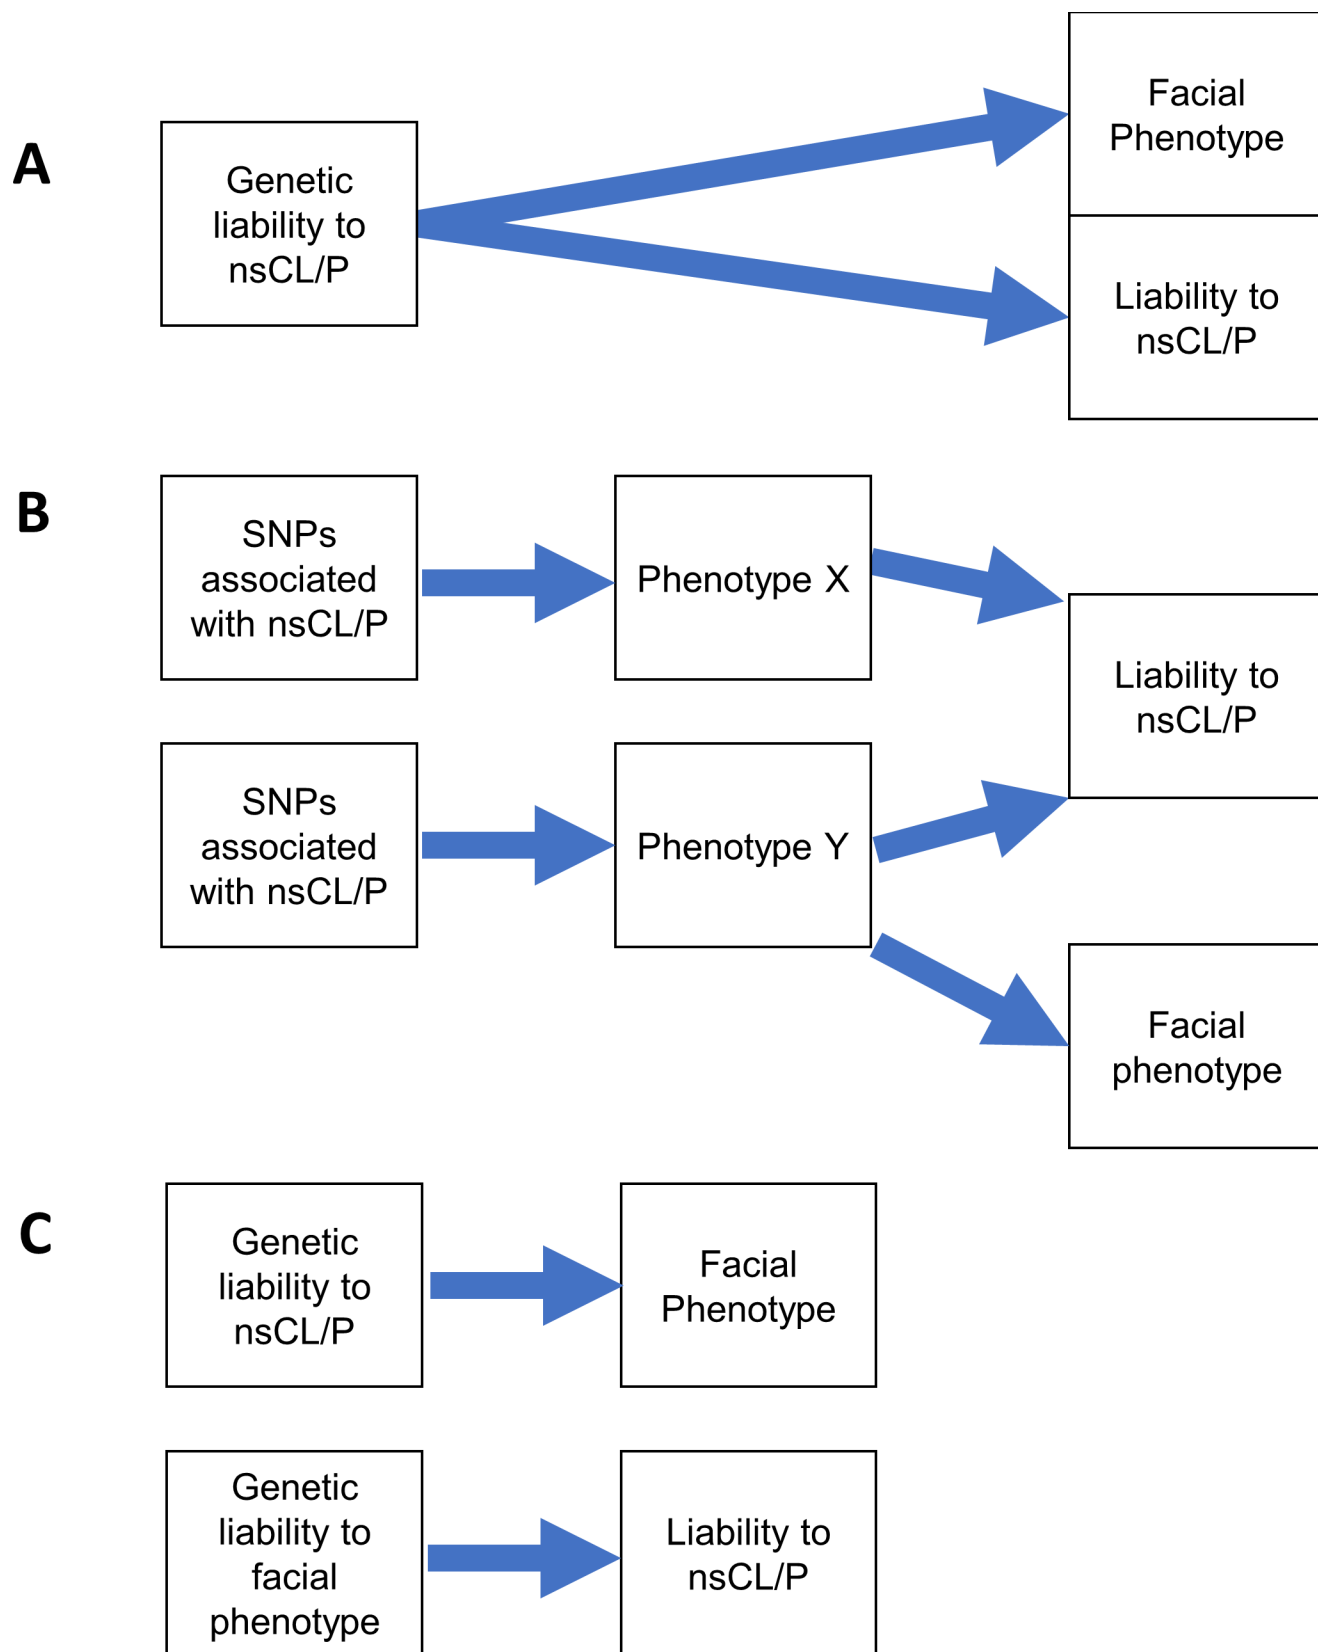 A
Genetic
liability to
nsCL/P
Facial
Phenotype
Liability to
nsCL/P
B
SNPs
associated
with nsCL/P
Phenotype X
Liability to
nsCL/P
SNPs
associated
with nsCL/P
Phenotype Y
Facial
phenotype
C
Genetic
liability to
nsCL/P
Facial
Phenotype
Genetic
liability to
facial
phenotype
Liability to
nsCL/P